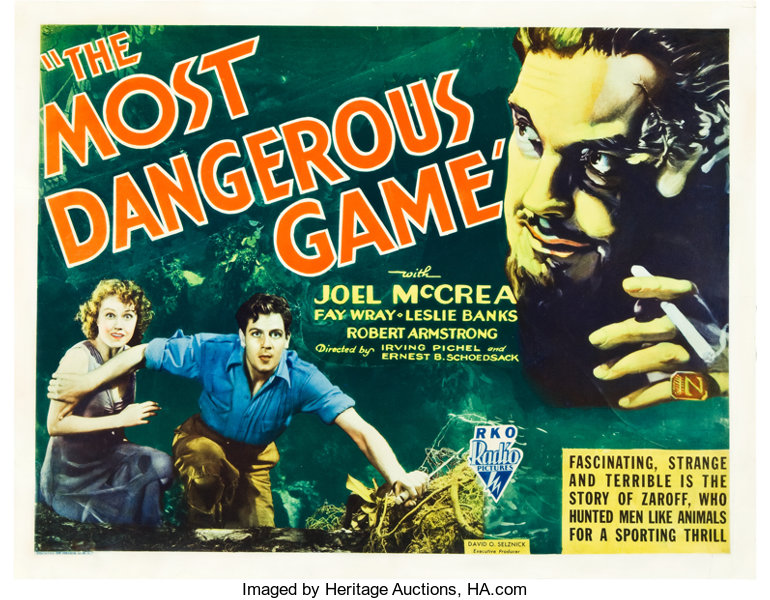 "THE
MOST
DANGEROUS
GAME"
with
JOEL McCREA
FAY WRAY • LESLIE BANKS
ROBERT ARMSTRONG
Directed by IRVING PICHEL and
ERNEST B. SCHOEDSACK
RKO
Radio
PICTURES
FASCINATING, STRANGE
AND TERRIBLE IS THE
STORY OF ZAROFF, WHO
HUNTED MEN LIKE ANIMALS
FOR A SPORTING THRILL
DAVID O. SELZNICK
Executive Producer
Imaged by Heritage Auctions, HA.com